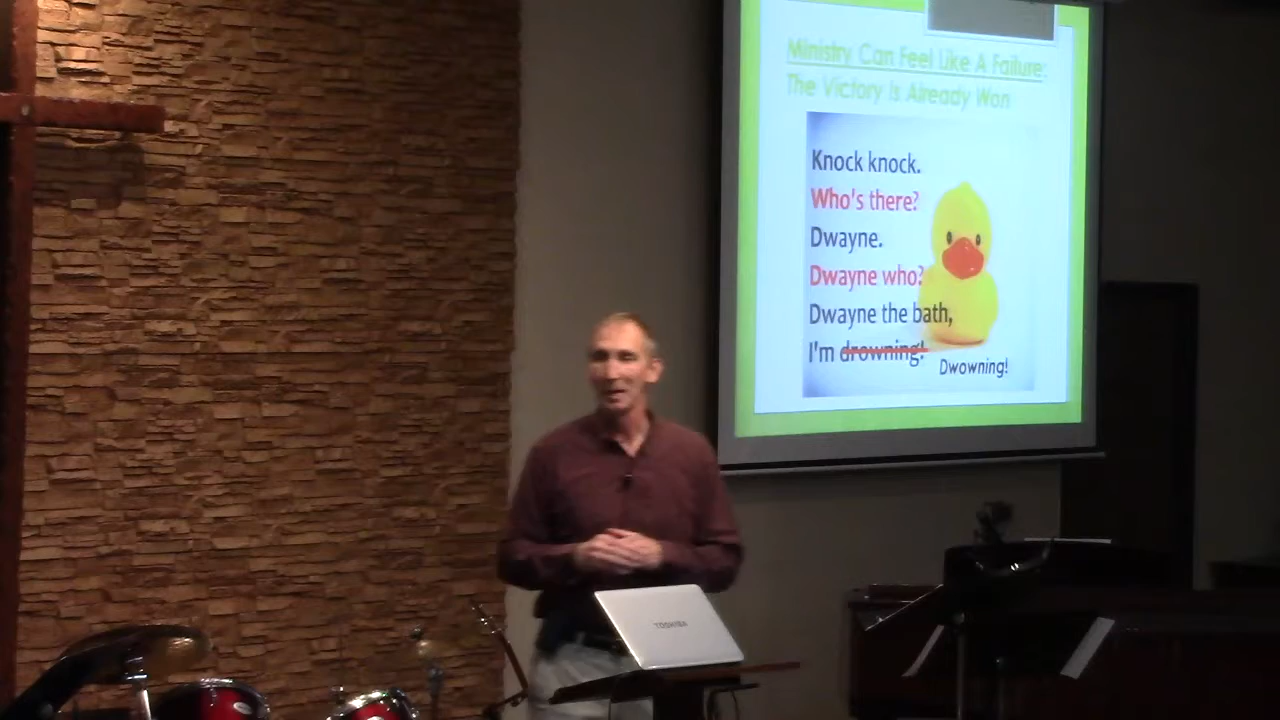 Ministry Can Feel Like A Failure:
The Victory Is Already Won
Knock knock.
Who's there?
Dwayne.
Dwayne who?
Dwayne the bath,
I'm drowning!
Dwowning!
TOSHIBA